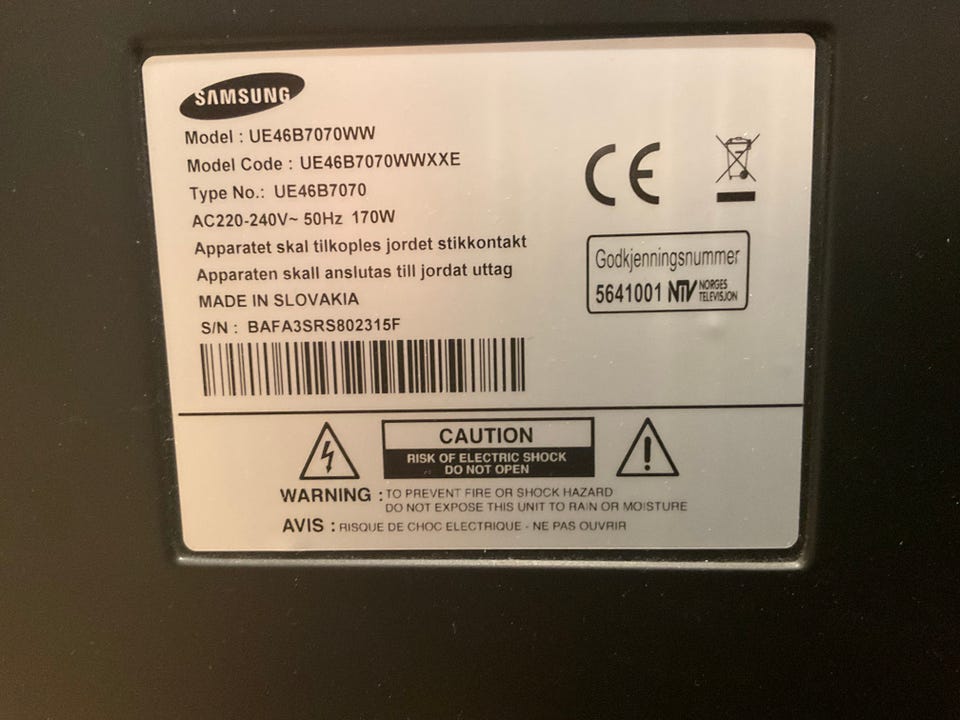 SAMSUNG
Model : UE46B7070WW
Model Code : UE46B7070WWXXE
Type No.: UE46B7070
AC220-240V~ 50Hz 170W
Apparatet skal tilkoples jordet stikkontakt
Apparaten skall anslutas till jordat uttag
MADE IN SLOVAKIA
S/N : BAFA3SRS802315F
CE
Godkjenningsnummer
5641001 NTV NORGES
TELEVISJON
CAUTION
RISK OF ELECTRIC SHOCK
DO NOT OPEN
WARNING : TO PREVENT FIRE OR SHOCK HAZARD
DO NOT EXPOSE THIS UNIT TO RAIN OR MOISTURE
AVIS : RISQUE DE CHOC ELECTRIQUE - NE PAS OUVRIR